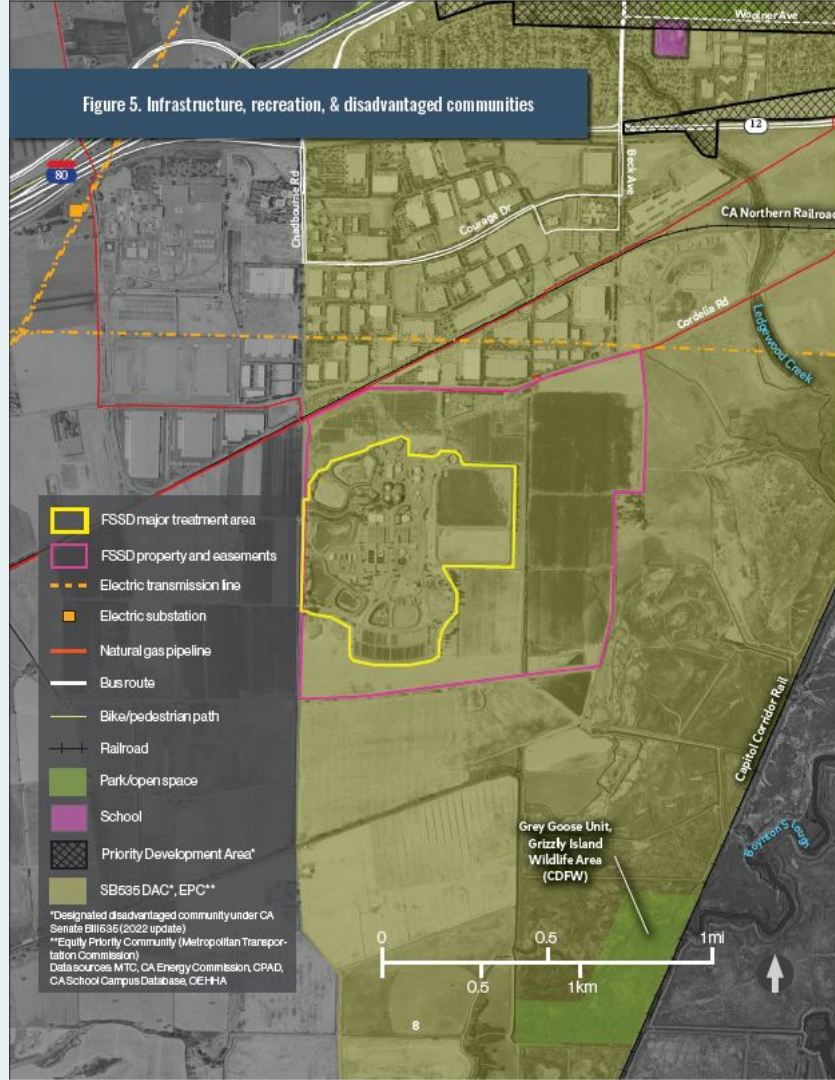 Woolner Ave
Figure 5. Infrastructure, recreation, & disadvantaged communities
12
80
Chadbourne Rd
Beck Ave
Courage Dr
CA Northern Railroad
Cordelia Rd
Ledgewood Creek
FSSD major treatment area
FSSD property and easements
Electric transmission line
Electric substation
Natural gas pipeline
Bus route
Bike/pedestrian path
Railroad
Park/open space
School
Priority Development Area*
SB535 DAC*, EPC**
*Designated disadvantaged community under CA
Senate Bill 535 (2022 update)
**Equity Priority Community (Metropolitan Transpor-
tation Commission)
Data sources: MTC, CA Energy Commission, CPAD,
CA School Campus Database, OEHHA
Capitol Corridor Rail
Boynton Slough
Grey Goose Unit,
Grizzly Island
Wildlife Area
(CDFW)
0 0.5 1mi
0.5 1km
8